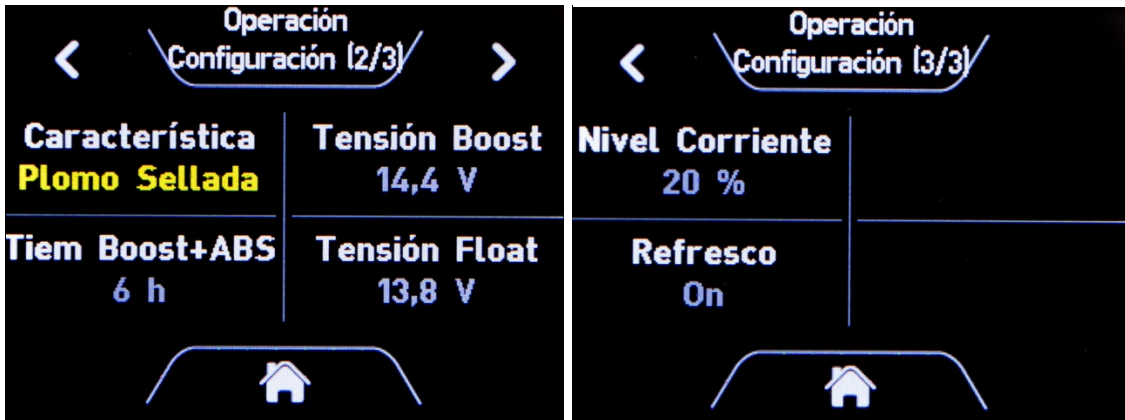 Operación
Configuración (2/3)
Característica
Plomo Sellada
Tensión Boost
14,4 V
Tiem Boost+ABS
6 h
Tensión Float
13,8 V
Operación
Configuración (3/3)
Nivel Corriente
20 %
Refresco
On